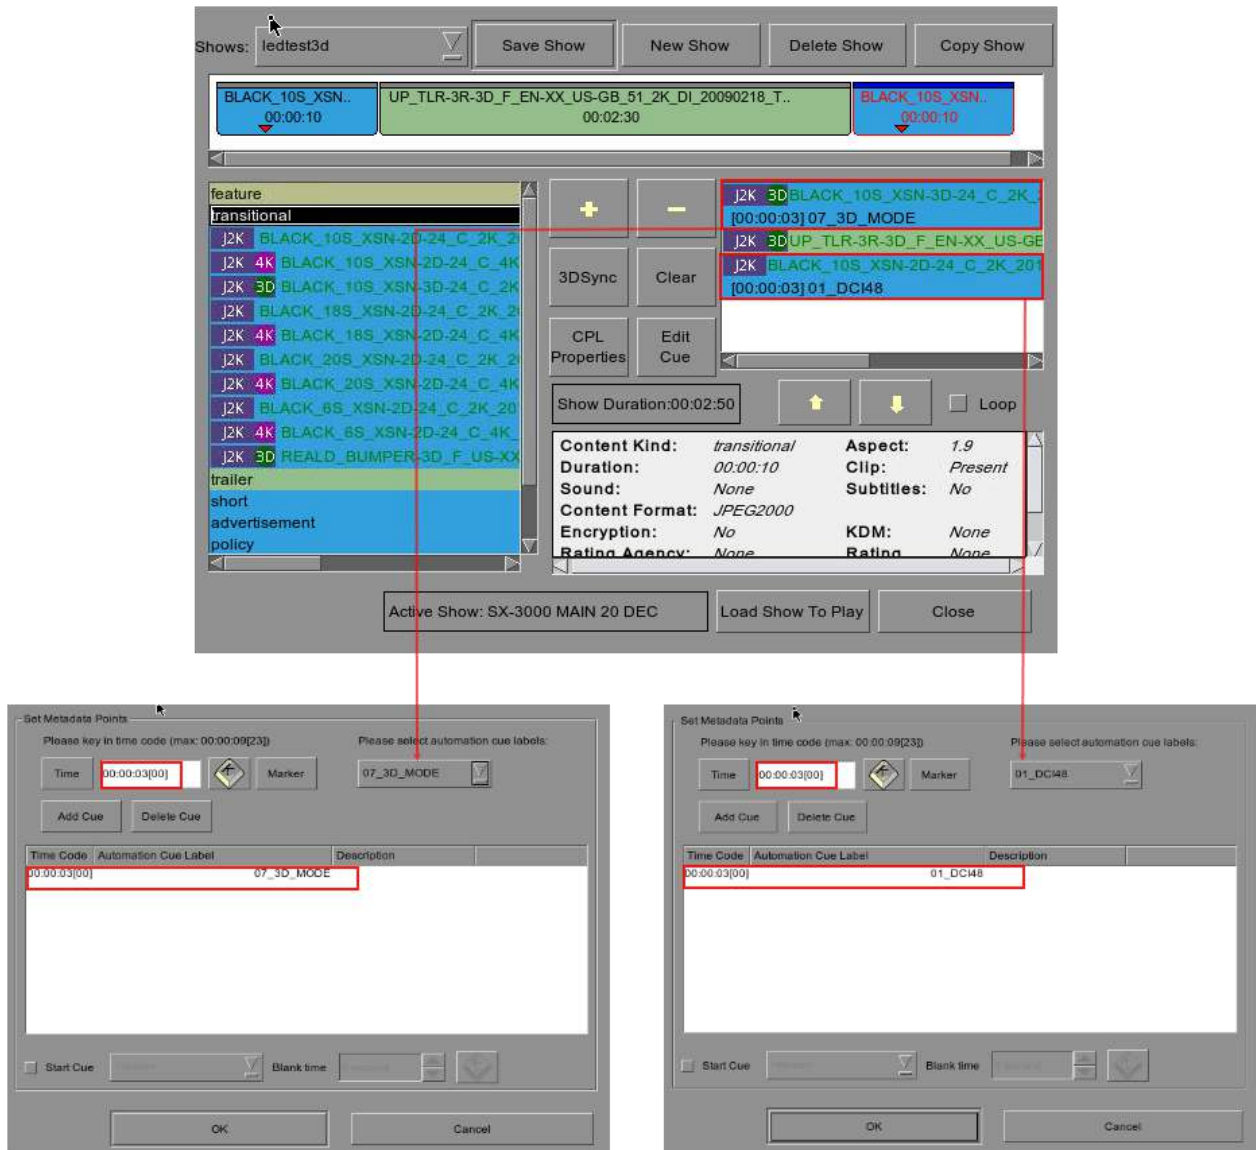 Shows: ledtest3d Save Show New Show Delete Show Copy Show
BLACK_10S_XSN.. UP_TLR-3R-3D_F_EN-XX_US-GB_51_2K_DI_20090218_T.. BLACK_10S_XSN..
00:00:10 00:02:30 00:00:10
feature
transitional
J2K BLACK_10S_XSN-2D-24_C_2K_2
J2K 4K BLACK_10S_XSN-2D-24_C_4K
J2K 3D BLACK_10S_XSN-3D-24_C_2K
J2K BLACK_18S_XSN-2D-24_C_2K_2
J2K 4K BLACK_18S_XSN-2D-24_C_4K
J2K BLACK_20S_XSN-2D-24_C_2K_2
J2K 4K BLACK_20S_XSN-2D-24_C_4K
J2K BLACK_6S_XSN-2D-24_C_2K_20
J2K 4K BLACK_6S_XSN-2D-24_C_4K_
J2K 3D REALD_BUMPER-3D_F_US-XX
trailer
short
advertisement
policy
+ −
3DSync Clear
CPL Properties Edit Cue
J2K 3D BLACK_10S_XSN-3D-24_C_2K_
[00:00:03] 07_3D_MODE
J2K 3D UP_TLR-3R-3D_F_EN-XX_US-GB
J2K BLACK_10S_XSN-2D-24_C_2K_201
[00:00:03] 01_DCI48
Show Duration:00:02:50 Loop
Content Kind: transitional Aspect: 1.9
Duration: 00:00:10 Clip: Present
Sound: None Subtitles: No
Content Format: JPEG2000
Encryption: No KDM: None
Rating Agency: None Rating None
Active Show: SX-3000 MAIN 20 DEC Load Show To Play Close
Set Metadata Points
Please key in time code (max: 00:00:09[23]) Please select automation cue labels:
Time 00:00:03[00] Marker 07_3D_MODE
Add Cue Delete Cue
Time Code Automation Cue Label Description
00:00:03[00] 07_3D_MODE
Start Cue Blank time
OK Cancel
Set Metadata Points
Please key in time code (max: 00:00:09[23]) Please select automation cue labels:
Time 00:00:03[00] Marker 01_DCI48
Add Cue Delete Cue
Time Code Automation Cue Label Description
00:00:03[00] 01_DCI48
Start Cue Blank time
OK Cancel